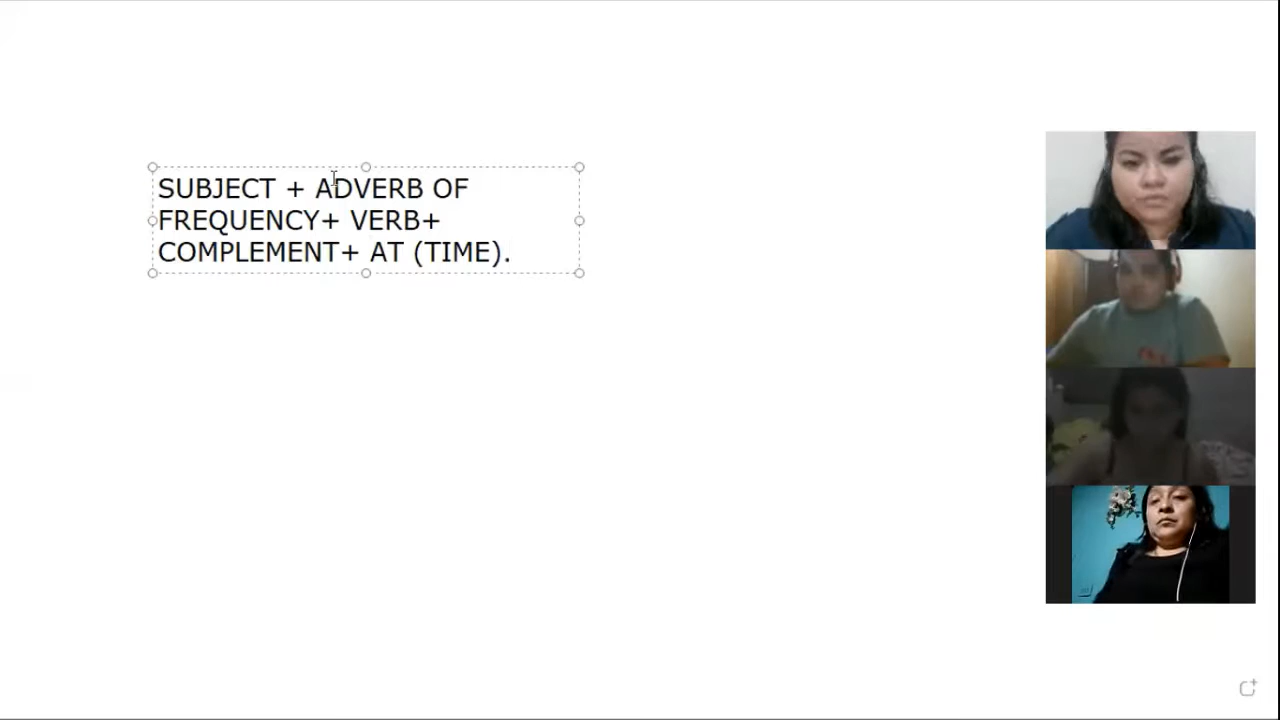 SUBJECT + ADVERB OF
FREQUENCY+ VERB+
COMPLEMENT+ AT (TIME).